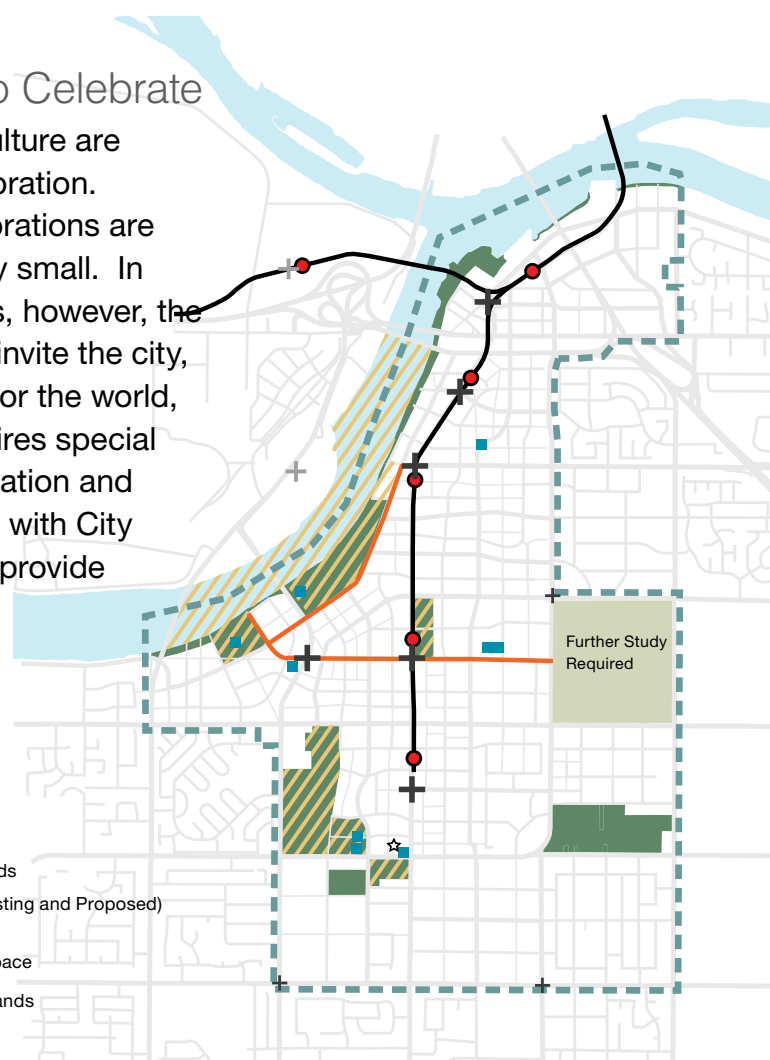 o Celebrate
ulture are
oration.
orations are
y small.  In
s, however, the
invite the city,
or the world,
ires special
ation and
with City
provide
Further Study
Required
ds
sting and Proposed)
pace
ands